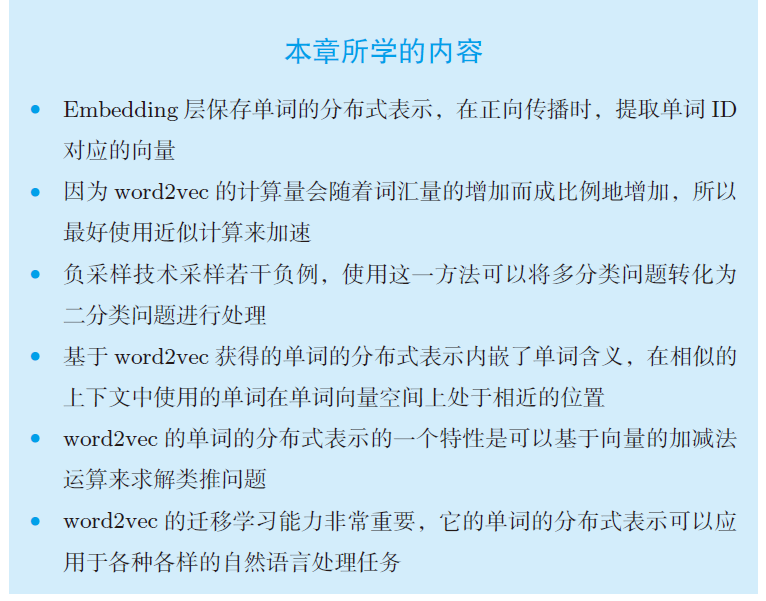 本章所学的内容
• Embedding 层保存单词的分布式表示，在正向传播时，提取单词 ID
对应的向量
• 因为 word2vec 的计算量会随着词汇量的增加而成比例地增加，所以
最好使用近似计算来加速
• 负采样技术采样若干负例，使用这一方法可以将多分类问题转化为
二分类问题进行处理
• 基于 word2vec 获得的单词的分布式表示内嵌了单词含义，在相似的
上下文中使用的单词在单词向量空间上处于相近的位置
• word2vec 的单词的分布式表示的一个特性是可以基于向量的加减法
运算来求解类推问题
• word2vec 的迁移学习能力非常重要，它的单词的分布式表示可以应
用于各种各样的自然语言处理任务